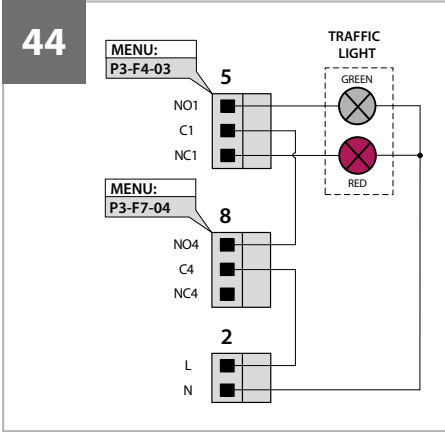 44
MENU:
P3-F4-03
5
TRAFFIC
LIGHT
GREEN
NO1
C1
NC1
RED
MENU:
P3-F7-04
8
NO4
C4
NC4
2
L
N